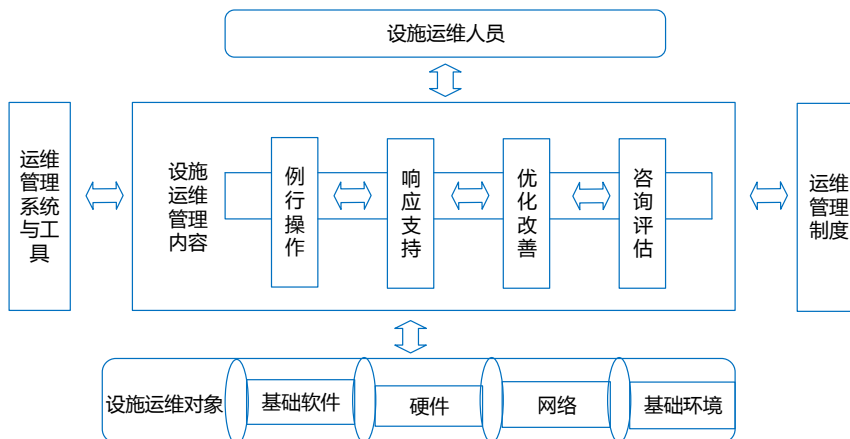 设施运维人员
运维
管理
系统
与工
具
设施
运维
管理
内容
例
行
操
作
响
应
支
持
优
化
改
善
咨
询
评
估
运维
管理
制度
设施运维对象
基础软件
硬件
网络
基础环境